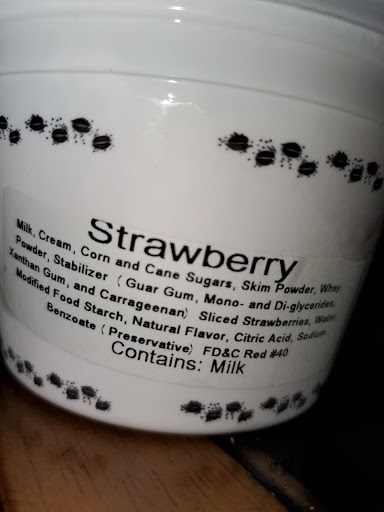 Strawberry
Milk, Cream, Corn and Cane Sugars, Skim Powder, Whey
Powder, Stabilizer ( Guar Gum, Mono- and Di-glycerides,
Xanthan Gum, and Carrageenan) Sliced Strawberries, Water,
Modified Food Starch, Natural Flavor, Citric Acid, Sodium
Benzoate ( Preservative) FD&C Red #40
Contains: Milk